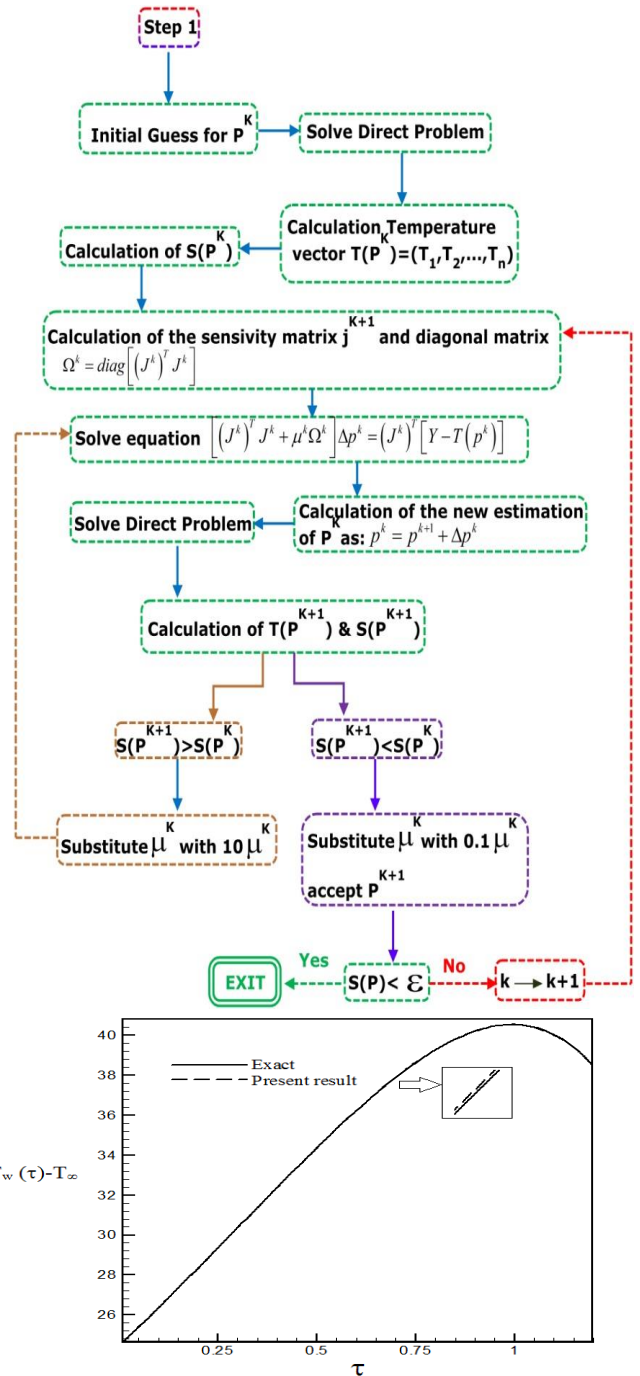 Step 1
Initial Guess for P^K
Solve Direct Problem
Calculation Temperature
vector T(P^K)=(T₁,T₂,...,Tₙ)
Calculation of S(P^K)
Calculation of the sensivity matrix j^K+1 and diagonal matrix
Ω^k = diag[(J^k)^T J^k]
Solve equation [(J^k)^T J^k + μ^k Ω^k] Δp^k = (J^k)^T [Y − T(p^k)]
Calculation of the new estimation
of P^K as: p^k = p^k+1 + Δp^k
Solve Direct Problem
Calculation of T(P^K+1) & S(P^K+1)
S(P^K+1)>S(P^K)
S(P^K+1)<S(P^K)
Substitute μ^K with 10 μ^K
Substitute μ^K with 0.1 μ^K
accept P^K+1
EXIT
Yes
S(P)< ε
No
k → k+1
40
38
36
34
32
30
28
26
Exact
Present result
w (τ)-T∞
0.25
0.5
0.75
1
τ